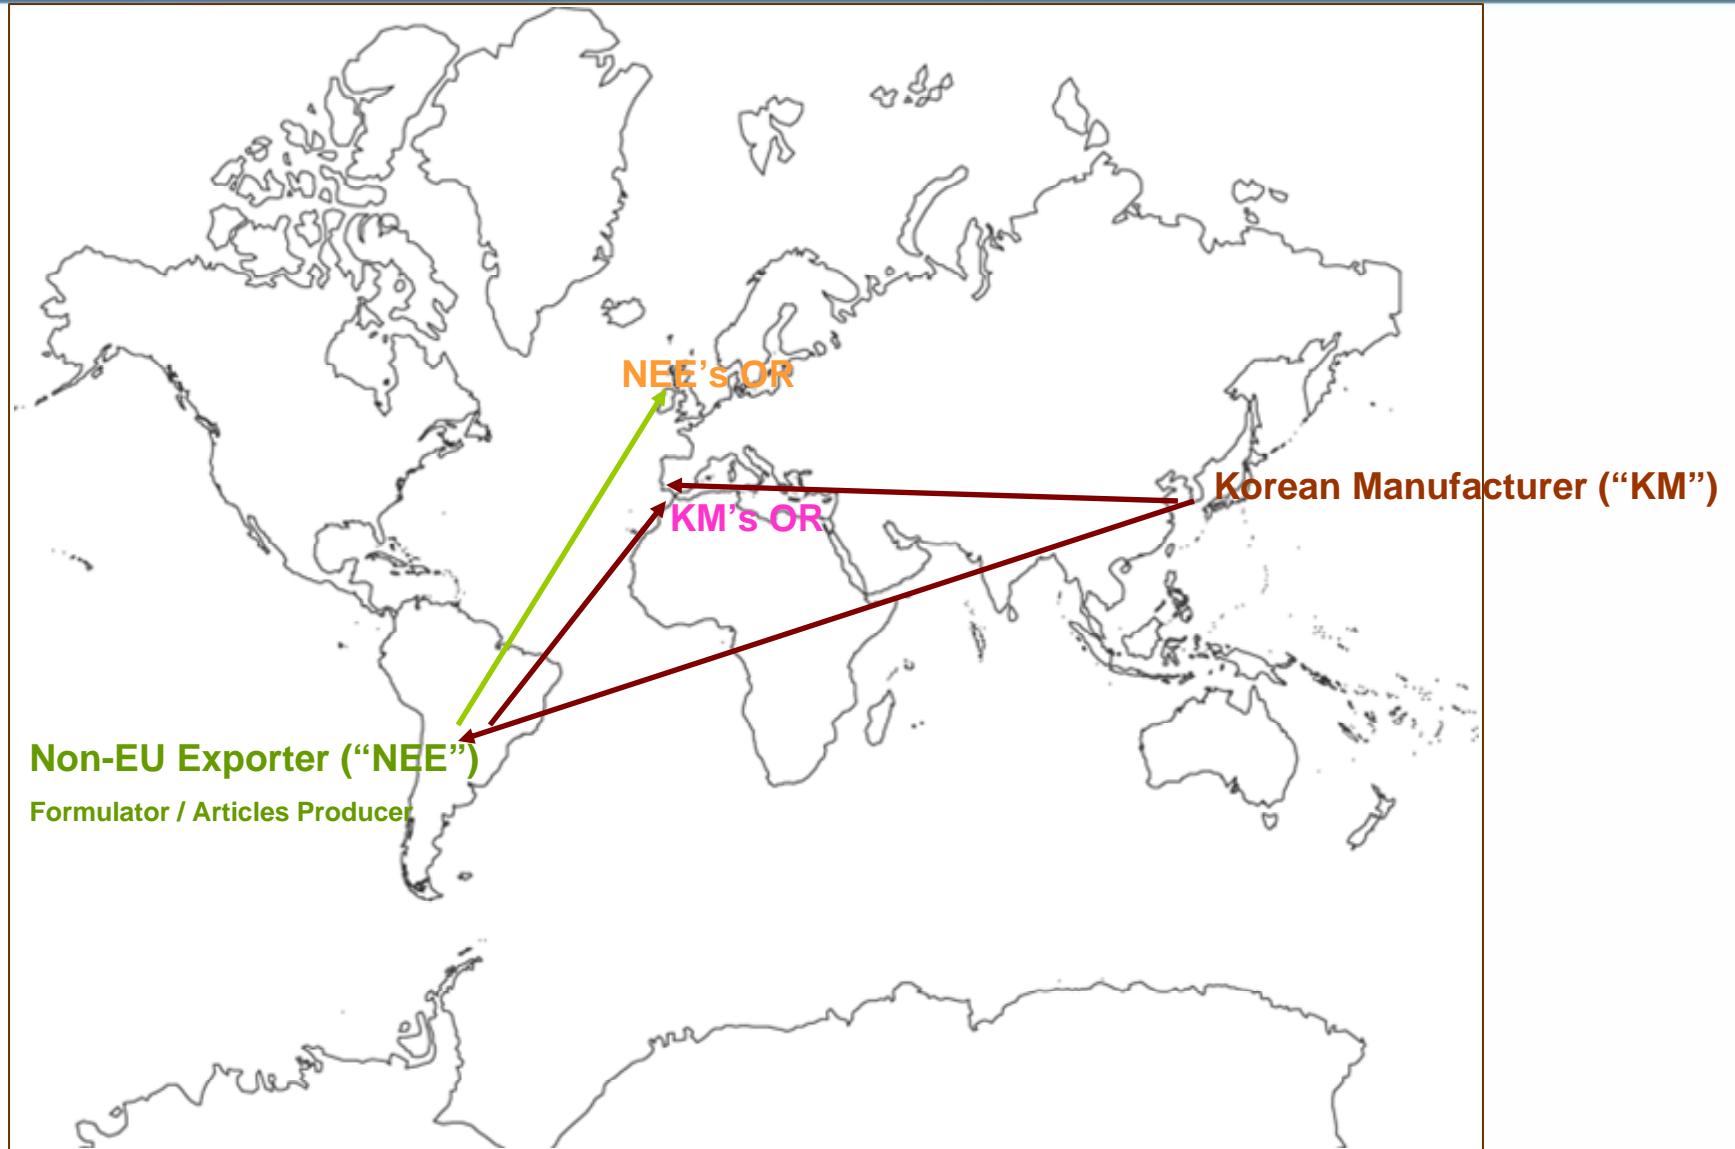 NEE’s OR
Korean Manufacturer (“KM”)
KM’s OR
Non-EU Exporter (“NEE”)
Formulator / Articles Producer